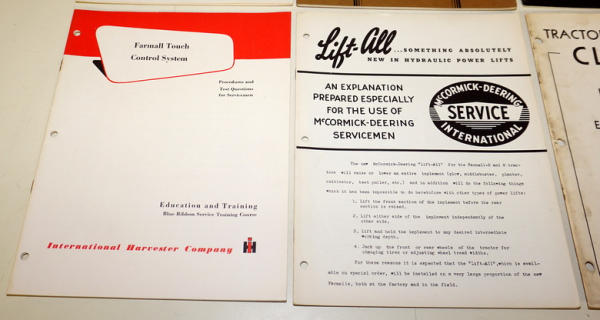 Farmall Touch
Control System
Procedures and
Test Questions
for Servicemen
Education and Training
Blue Ribbon Service Training Course
International Harvester Company
IH
Lift-All ...SOMETHING ABSOLUTELY
NEW IN HYDRAULIC POWER LIFTS
AN EXPLANATION
PREPARED ESPECIALLY
FOR THE USE OF
McCORMICK-DEERING
SERVICEMEN
McCORMICK-DEERING
SERVICE
INTERNATIONAL
The new McCormick-Deering "Lift-All" for the Farmall-H and M trac-
tors will raise or lower an entire implement (plow, middlebuster, planter,
cultivator, beet puller, etc.) and in addition will do the following things
which it has been impossible to do heretofore with other types of power lifts:
1. Lift the front section of the implement before the rear
section is raised.
2. Lift either side of the implement independently of the
other side.
3. Lift and hold the implement to any desired intermediate
working depth.
4. Jack up the front or rear wheels of the tractor for
changing tires or adjusting wheel tread widths.
For these reasons it is expected that the "Lift-All", which is avail-
able on special order, will be installed on a very large proportion of the new
Farmalls, both at the factory and in the field.
TRACTO
CL